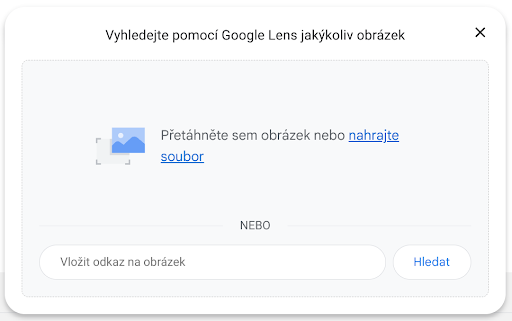 Vyhledejte pomocí Google Lens jakýkoliv obrázek
Přetáhněte sem obrázek nebo nahrajte
soubor
NEBO
Vložit odkaz na obrázek
Hledat